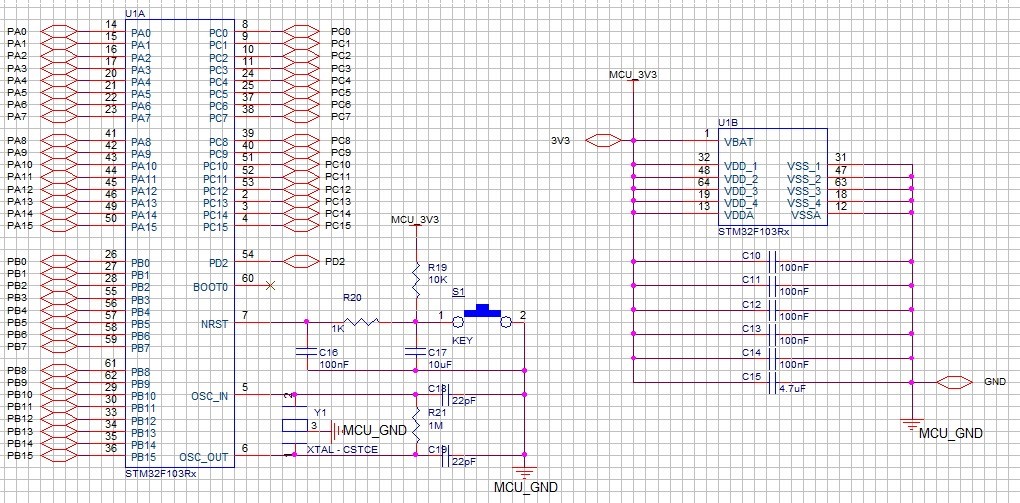 U1A
PA0 14 PA0 PC0 8 PC0
PA1 15 PA1 PC1 9 PC1
PA2 16 PA2 PC2 10 PC2
PA3 17 PA3 PC3 11 PC3
PA4 20 PA4 PC4 24 PC4
PA5 21 PA5 PC5 25 PC5
PA6 22 PA6 PC6 37 PC6
PA7 23 PA7 PC7 38 PC7
PA8 41 PA8 PC8 39 PC8
PA9 42 PA9 PC9 40 PC9
PA10 43 PA10 PC10 51 PC10
PA11 44 PA11 PC11 52 PC11
PA12 45 PA12 PC12 53 PC12
PA13 46 PA13 PC13 2 PC13
PA14 49 PA14 PC14 3 PC14
PA15 50 PA15 PC15 4 PC15
PB0 26 PB0 PD2 54 PD2
PB1 27 PB1
PB2 28 PB2 BOOT0 60
PB3 55 PB3
PB4 56 PB4
PB5 57 PB5 NRST 7
PB6 58 PB6
PB7 59 PB7
PB8 61 PB8
PB9 62 PB9
PB10 29 PB10 OSC_IN 5
PB11 30 PB11
PB12 33 PB12
PB13 34 PB13
PB14 35 PB14
PB15 36 PB15 OSC_OUT 6
STM32F103Rx
MCU_3V3
R19
10K
R20
1K
S1
1 2
KEY
C16
100nF
C17
10uF
C18
22pF
2
Y1
3
MCU_GND
1
XTAL - CSTCE
R21
1M
C19
22pF
MCU_GND
MCU_3V3
3V3
U1B
1 VBAT
32 VDD_1 VSS_1 31
48 VDD_2 VSS_2 47
64 VDD_3 VSS_3 63
19 VDD_4 VSS_4 18
13 VDDA VSSA 12
STM32F103Rx
C10
100nF
C11
100nF
C12
100nF
C13
100nF
C14
100nF
C15
4.7uF
GND
MCU_GND